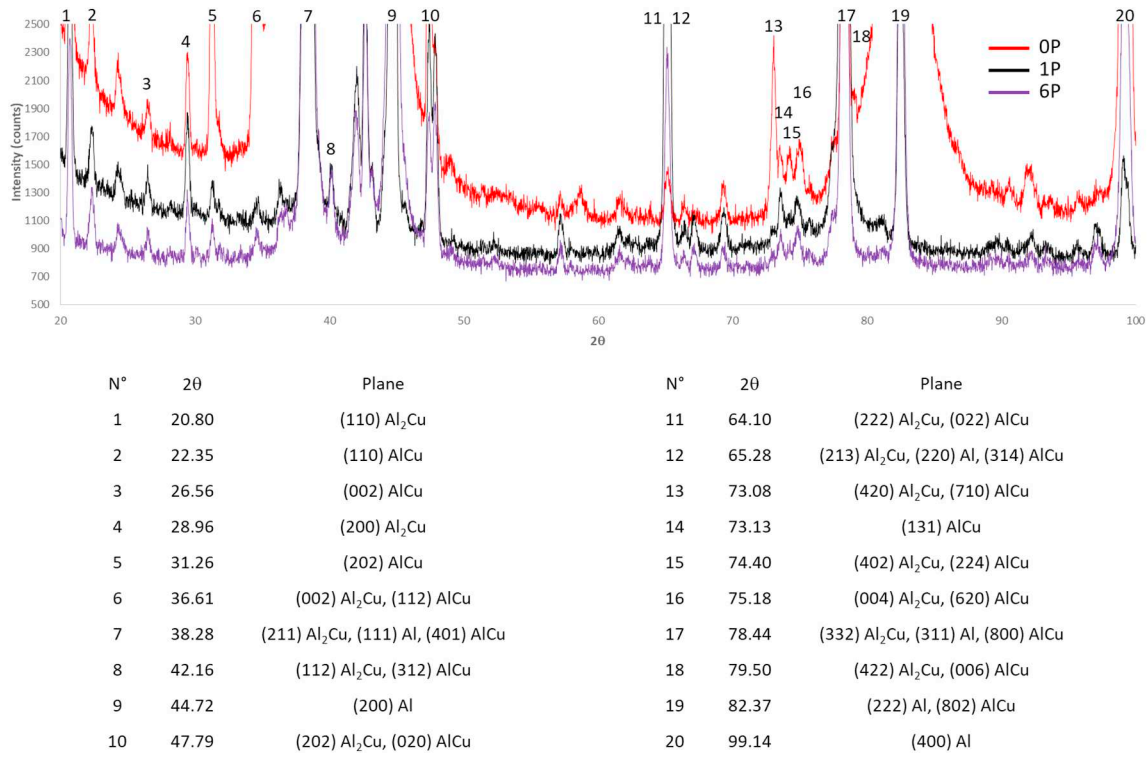 1 2 3 4 5 6 7 8 9 10 11 12 13 14 15 16 17 18 19 20
2500
2300
2100
1900
1700
1500
1300
1100
900
700
500
Intensity (counts)
20 30 40 50 60 70 80 90 100
2θ
0P
1P
6P
N° 2θ Plane N° 2θ Plane
1 20.80 (110) Al₂Cu 11 64.10 (222) Al₂Cu, (022) AlCu
2 22.35 (110) AlCu 12 65.28 (213) Al₂Cu, (220) Al, (314) AlCu
3 26.56 (002) AlCu 13 73.08 (420) Al₂Cu, (710) AlCu
4 28.96 (200) Al₂Cu 14 73.13 (131) AlCu
5 31.26 (202) AlCu 15 74.40 (402) Al₂Cu, (224) AlCu
6 36.61 (002) Al₂Cu, (112) AlCu 16 75.18 (004) Al₂Cu, (620) AlCu
7 38.28 (211) Al₂Cu, (111) Al, (401) AlCu 17 78.44 (332) Al₂Cu, (311) Al, (800) AlCu
8 42.16 (112) Al₂Cu, (312) AlCu 18 79.50 (422) Al₂Cu, (006) AlCu
9 44.72 (200) Al 19 82.37 (222) Al, (802) AlCu
10 47.79 (202) Al₂Cu, (020) AlCu 20 99.14 (400) Al